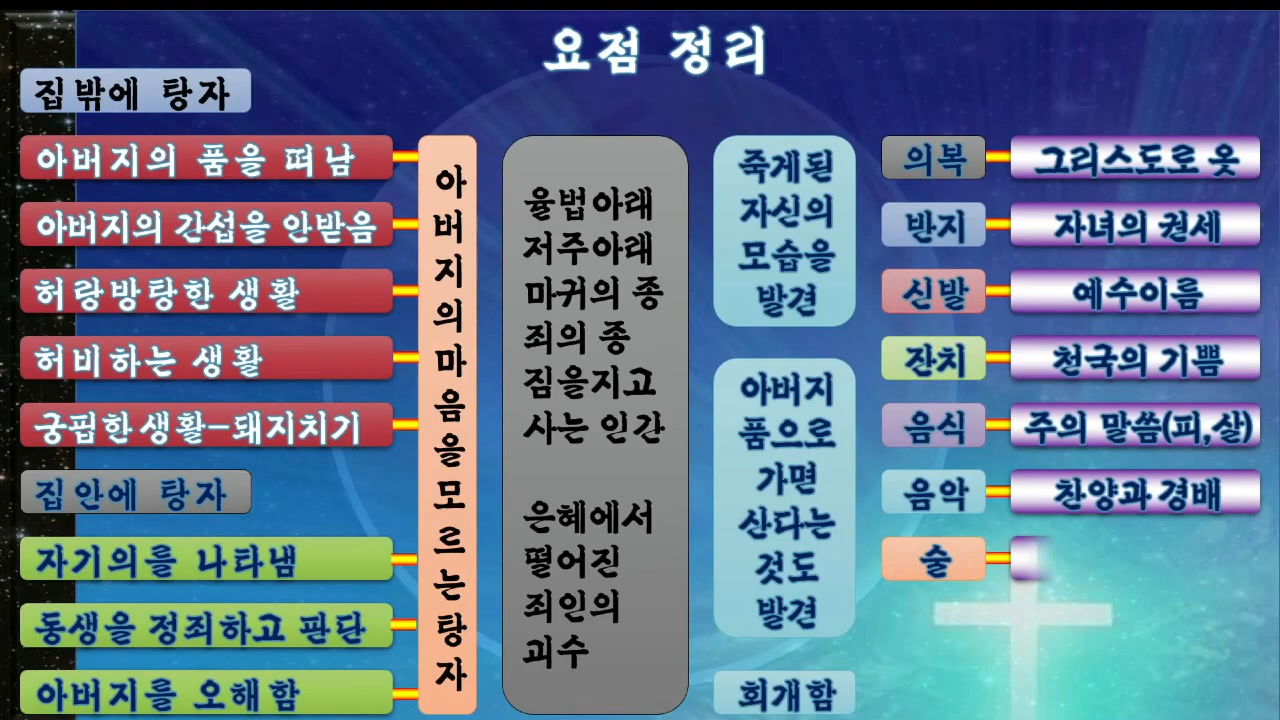 요점 정리
집밖에 탕자
아버지의 품을 떠남
아버지의 간섭을 안받음
허랑방탕한 생활
허비하는 생활
궁핍한생활-돼지치기
집안에 탕자
자기의를 나타냄
동생을 정죄하고 판단
아버지를 오해함
아버지의마음을모르는탕자
율법아래
저주아래
마귀의 종
죄의 종
짐을지고
사는 인간
은혜에서
떨어진
죄인의
괴수
죽게된
자신의
모습을
발견
아버지
품으로
가면
산다는
것도
발견
회개함
의복
그리스도로 옷
반지
자녀의 권세
신발
예수이름
잔치
천국의 기쁨
음식
주의 말씀(피,살)
음악
찬양과 경배
술